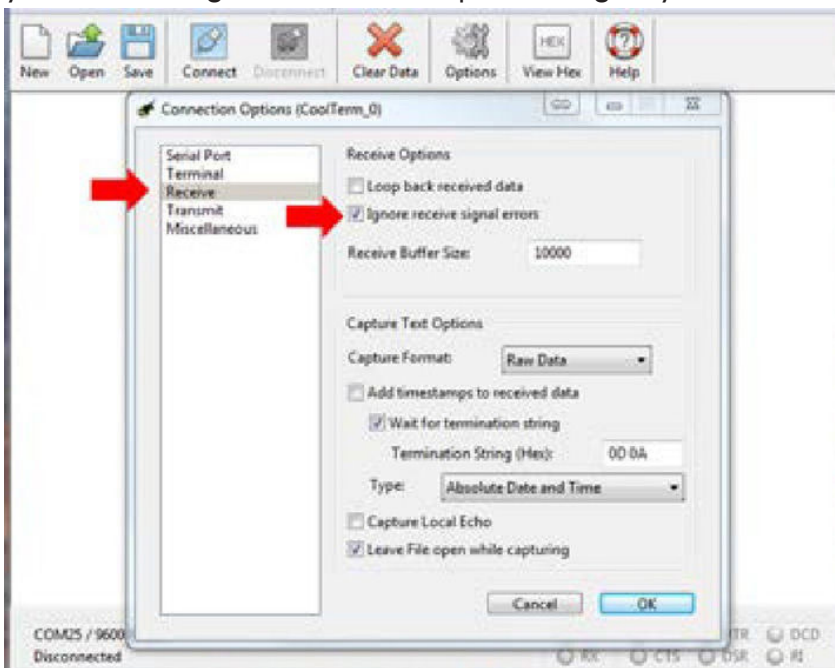 New Open Save Connect Disconnect Clear Data Options View Hex Help
HEX
Connection Options (CoolTerm_0)
Serial Port
Terminal
Receive
Transmit
Miscellaneous
Receive Options
Loop back received data
Ignore receive signal errors
Receive Buffer Size: 10000
Capture Text Options
Capture Format: Raw Data
Add timestamps to received data
Wait for termination string
Termination String (Hex): 0D 0A
Type: Absolute Date and Time
Capture Local Echo
Leave File open while capturing
Cancel OK
COM25 / 9600 DCD
Disconnected RX CTS DSR RI